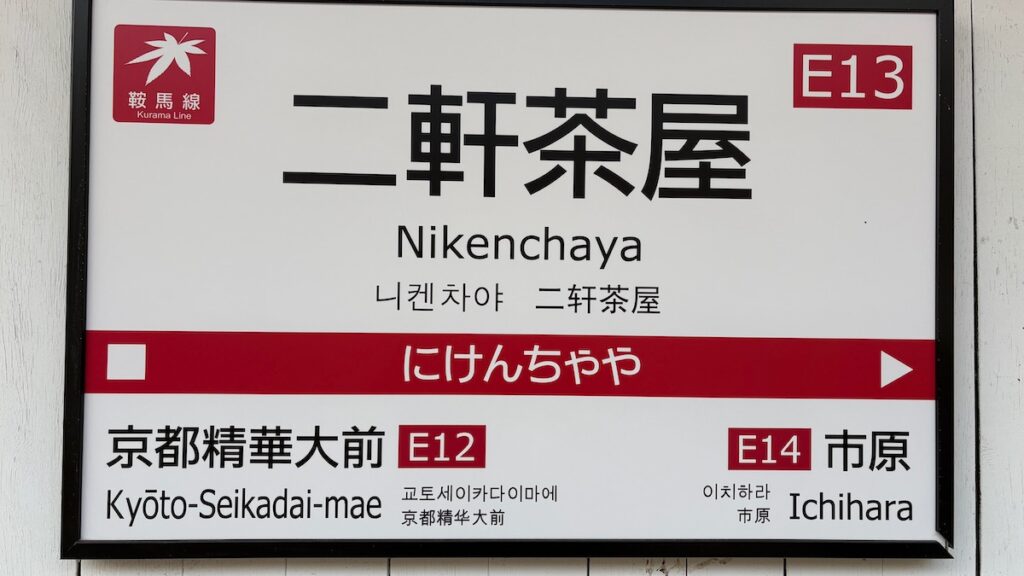 鞍馬線
Kurama Line
E13
二軒茶屋
Nikenchaya
니켄차야 二轩茶屋
にけんちゃや
京都精華大前 E12
Kyōto-Seikadai-mae
교토세이카다이마에
京都精华大前
E14 市原
이치하라
市原
Ichihara